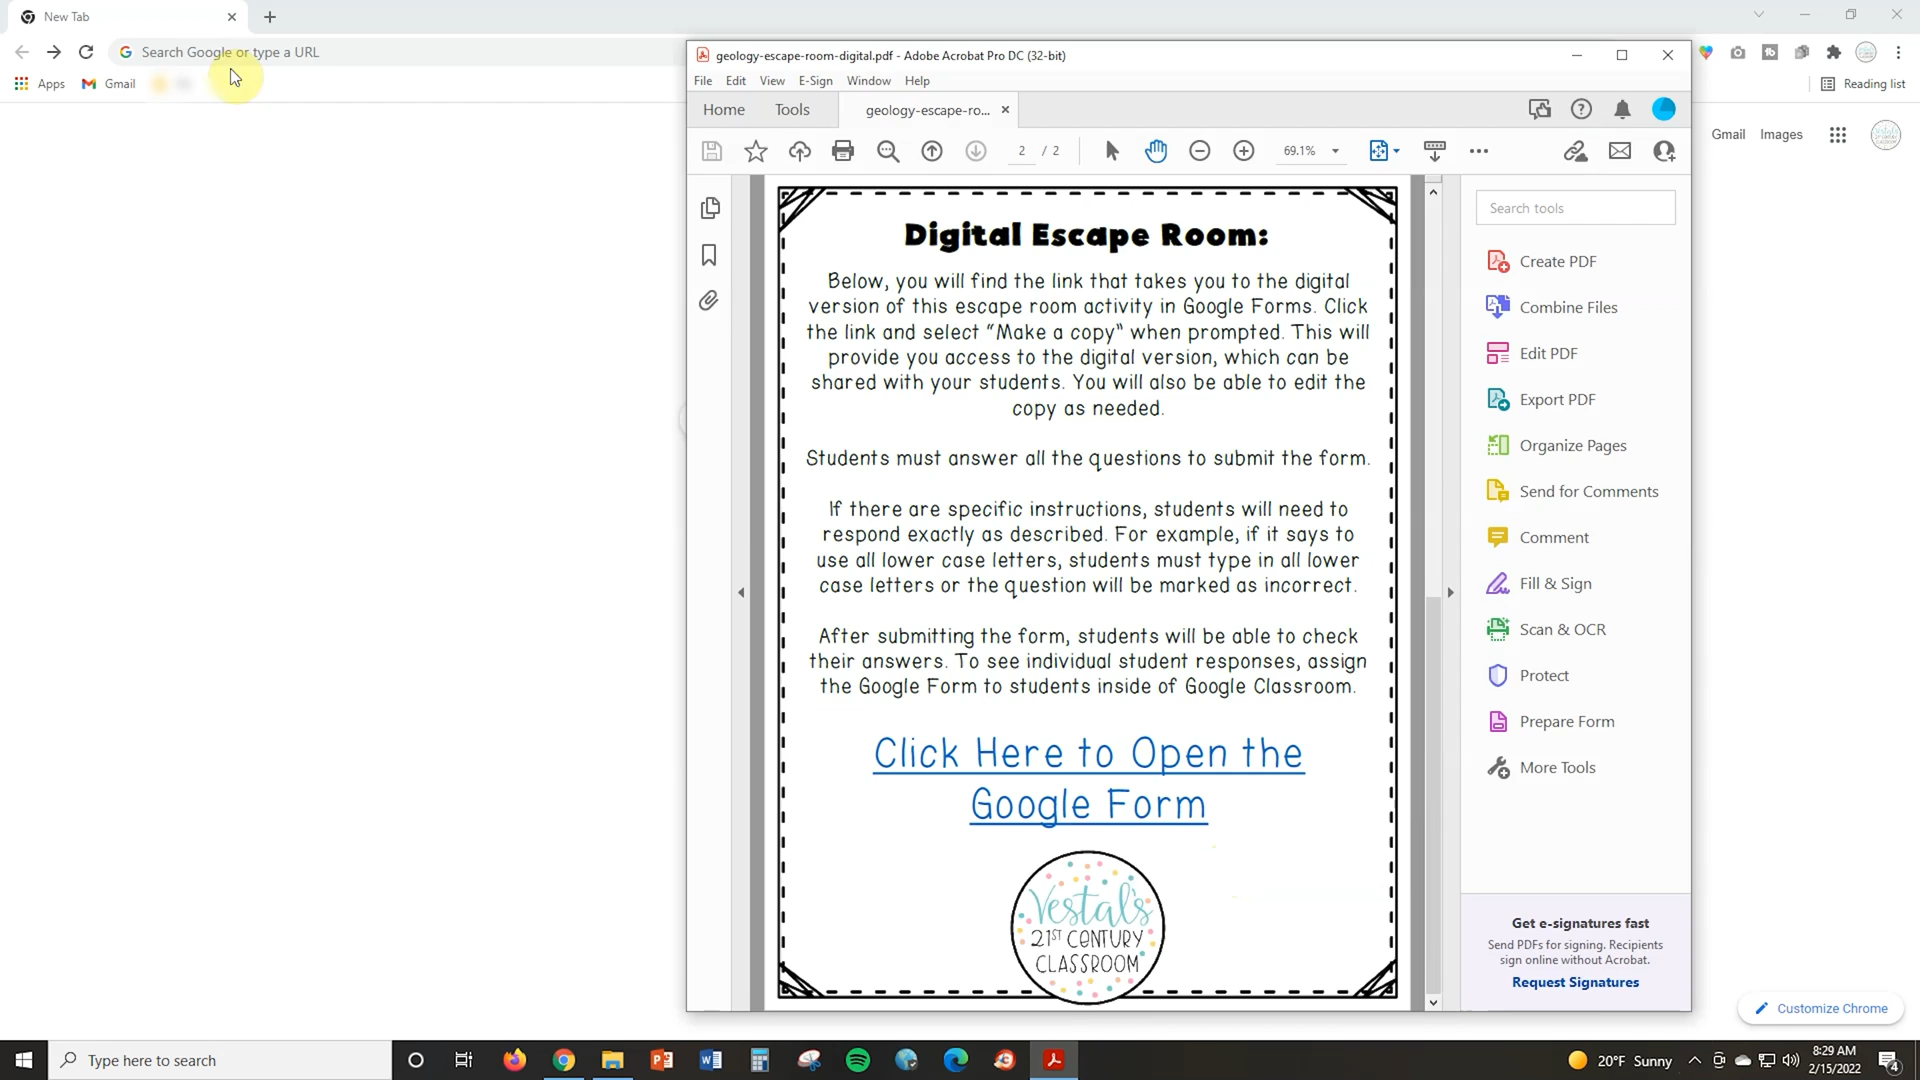 New Tab
Search Google or type a URL
Apps
Gmail
Reading list
Gmail
Images
geology-escape-room-digital.pdf - Adobe Acrobat Pro DC (32-bit)
File Edit View E-Sign Window Help
Home Tools geology-escape-ro...
2 / 2
69.1%
Digital Escape Room:
Below, you will find the link that takes you to the digital
version of this escape room activity in Google Forms. Click
the link and select "Make a copy" when prompted. This will
provide you access to the digital version, which can be
shared with your students. You will also be able to edit the
copy as needed.
Students must answer all the questions to submit the form.
If there are specific instructions, students will need to
respond exactly as described. For example, if it says to
use all lower case letters, students must type in all lower
case letters or the question will be marked as incorrect.
After submitting the form, students will be able to check
their answers. To see individual student responses, assign
the Google Form to students inside of Google Classroom.
Click Here to Open the
Google Form
Vestal's
21ST CENTURY
CLASSROOM
Search tools
Create PDF
Combine Files
Edit PDF
Export PDF
Organize Pages
Send for Comments
Comment
Fill & Sign
Scan & OCR
Protect
Prepare Form
More Tools
Get e-signatures fast
Send PDFs for signing. Recipients
sign online without Acrobat.
Request Signatures
Customize Chrome
Type here to search
20°F Sunny
8:29 AM
2/15/2022
4